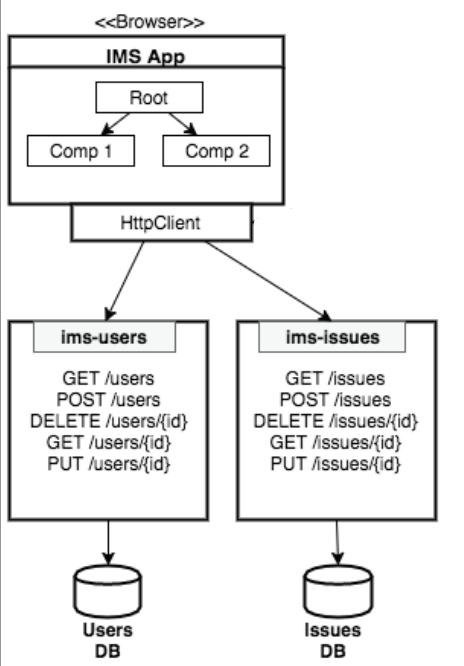 <<Browser>>
IMS App
Root
Comp 1
Comp 2
HttpClient
ims-users
GET /users
POST /users
DELETE /users/{id}
GET /users/{id}
PUT /users/{id}
ims-issues
GET /issues
POST /issues
DELETE /issues/{id}
GET /issues/{id}
PUT /issues/{id}
Users
DB
Issues
DB